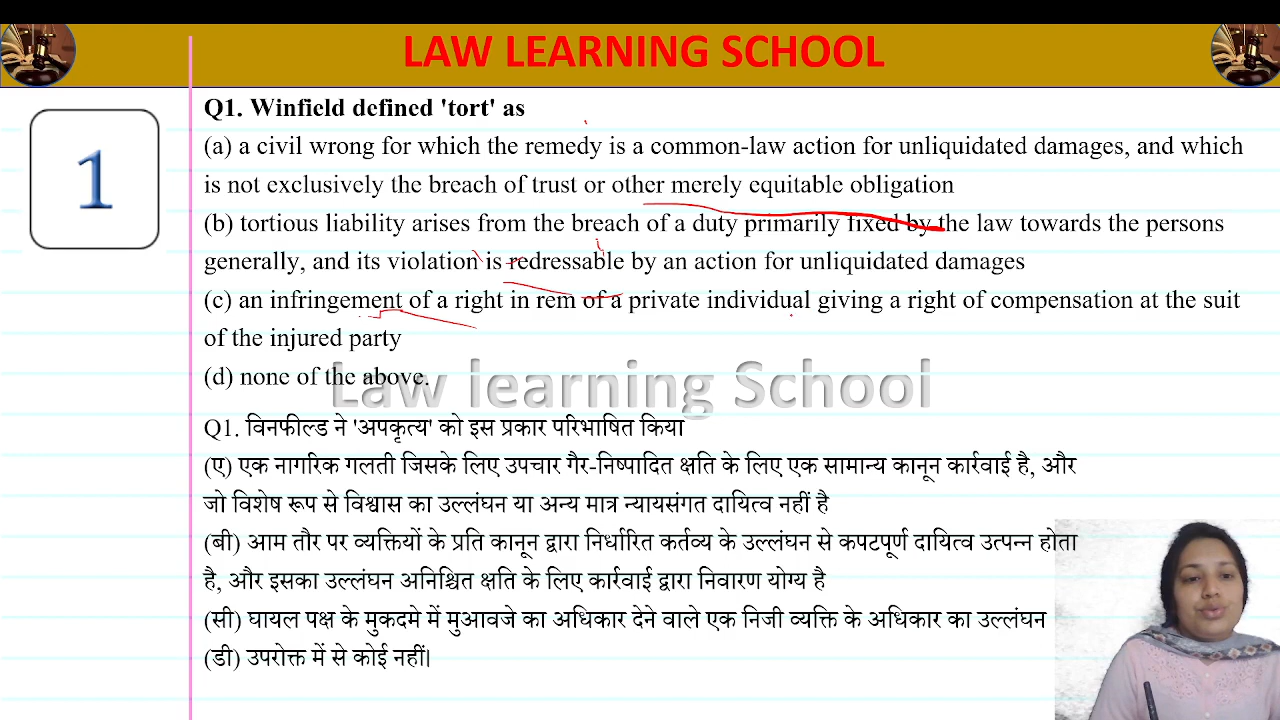 LAW LEARNING SCHOOL
1
Q1. Winfield defined 'tort' as
(a) a civil wrong for which the remedy is a common-law action for unliquidated damages, and which
is not exclusively the breach of trust or other merely equitable obligation
(b) tortious liability arises from the breach of a duty primarily fixed by the law towards the persons
generally, and its violation is redressable by an action for unliquidated damages
(c) an infringement of a right in rem of a private individual giving a right of compensation at the suit
of the injured party
(d) none of the above.
Law learning School
Q1. विनफील्ड ने 'अपकृत्य' को इस प्रकार परिभाषित किया
(ए) एक नागरिक गलती जिसके लिए उपचार गैर-निष्पादित क्षति के लिए एक सामान्य कानून कार्रवाई है, और
जो विशेष रूप से विश्वास का उल्लंघन या अन्य मात्र न्यायसंगत दायित्व नहीं है
(बी) आम तौर पर व्यक्तियों के प्रति कानून द्वारा निर्धारित कर्तव्य के उल्लंघन से कपटपूर्ण दायित्व उत्पन्न होता
है, और इसका उल्लंघन अनिश्चित क्षति के लिए कार्रवाई द्वारा निवारण योग्य है
(सी) घायल पक्ष के मुकदमे में मुआवजे का अधिकार देने वाले एक निजी व्यक्ति के अधिकार का उल्लंघन
(डी) उपरोक्त में से कोई नहीं।